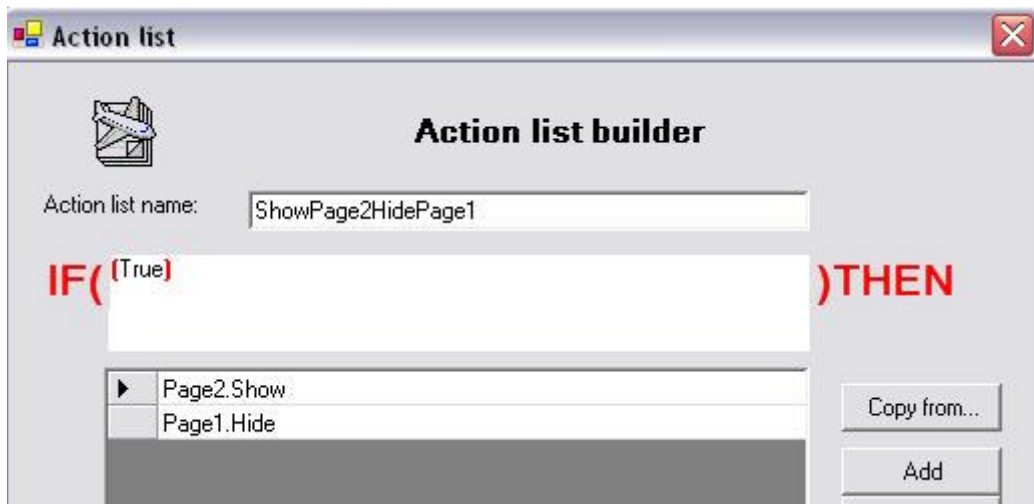 Action list
Action list builder
Action list name: ShowPage2HidePage1
IF( (True) )THEN
Page2.Show
Page1.Hide
Copy from...
Add